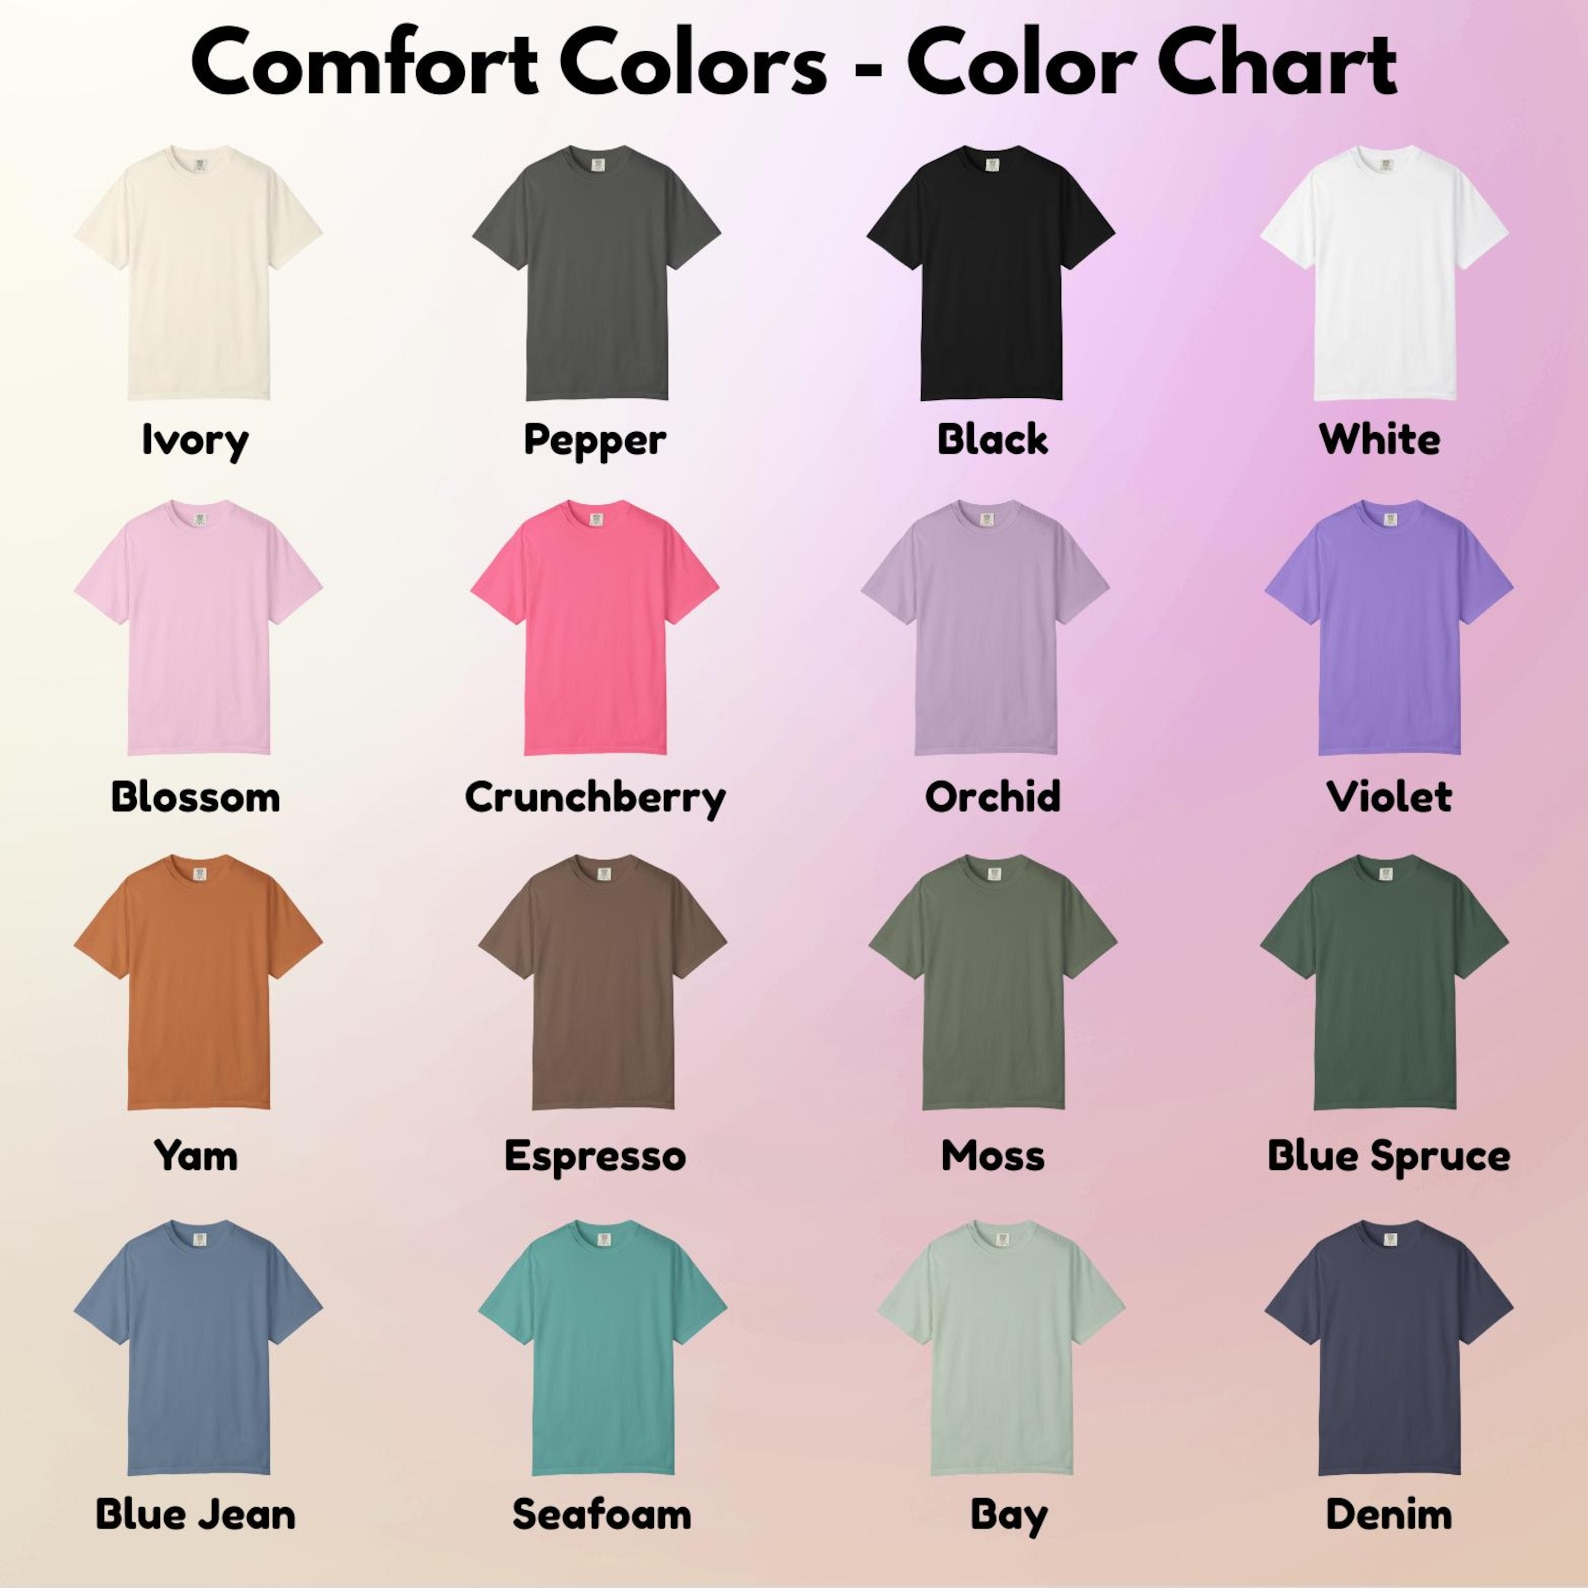 Comfort Colors - Color Chart
Ivory
Pepper
Black
White
Blossom
Crunchberry
Orchid
Violet
Yam
Espresso
Moss
Blue Spruce
Blue Jean
Seafoam
Bay
Denim